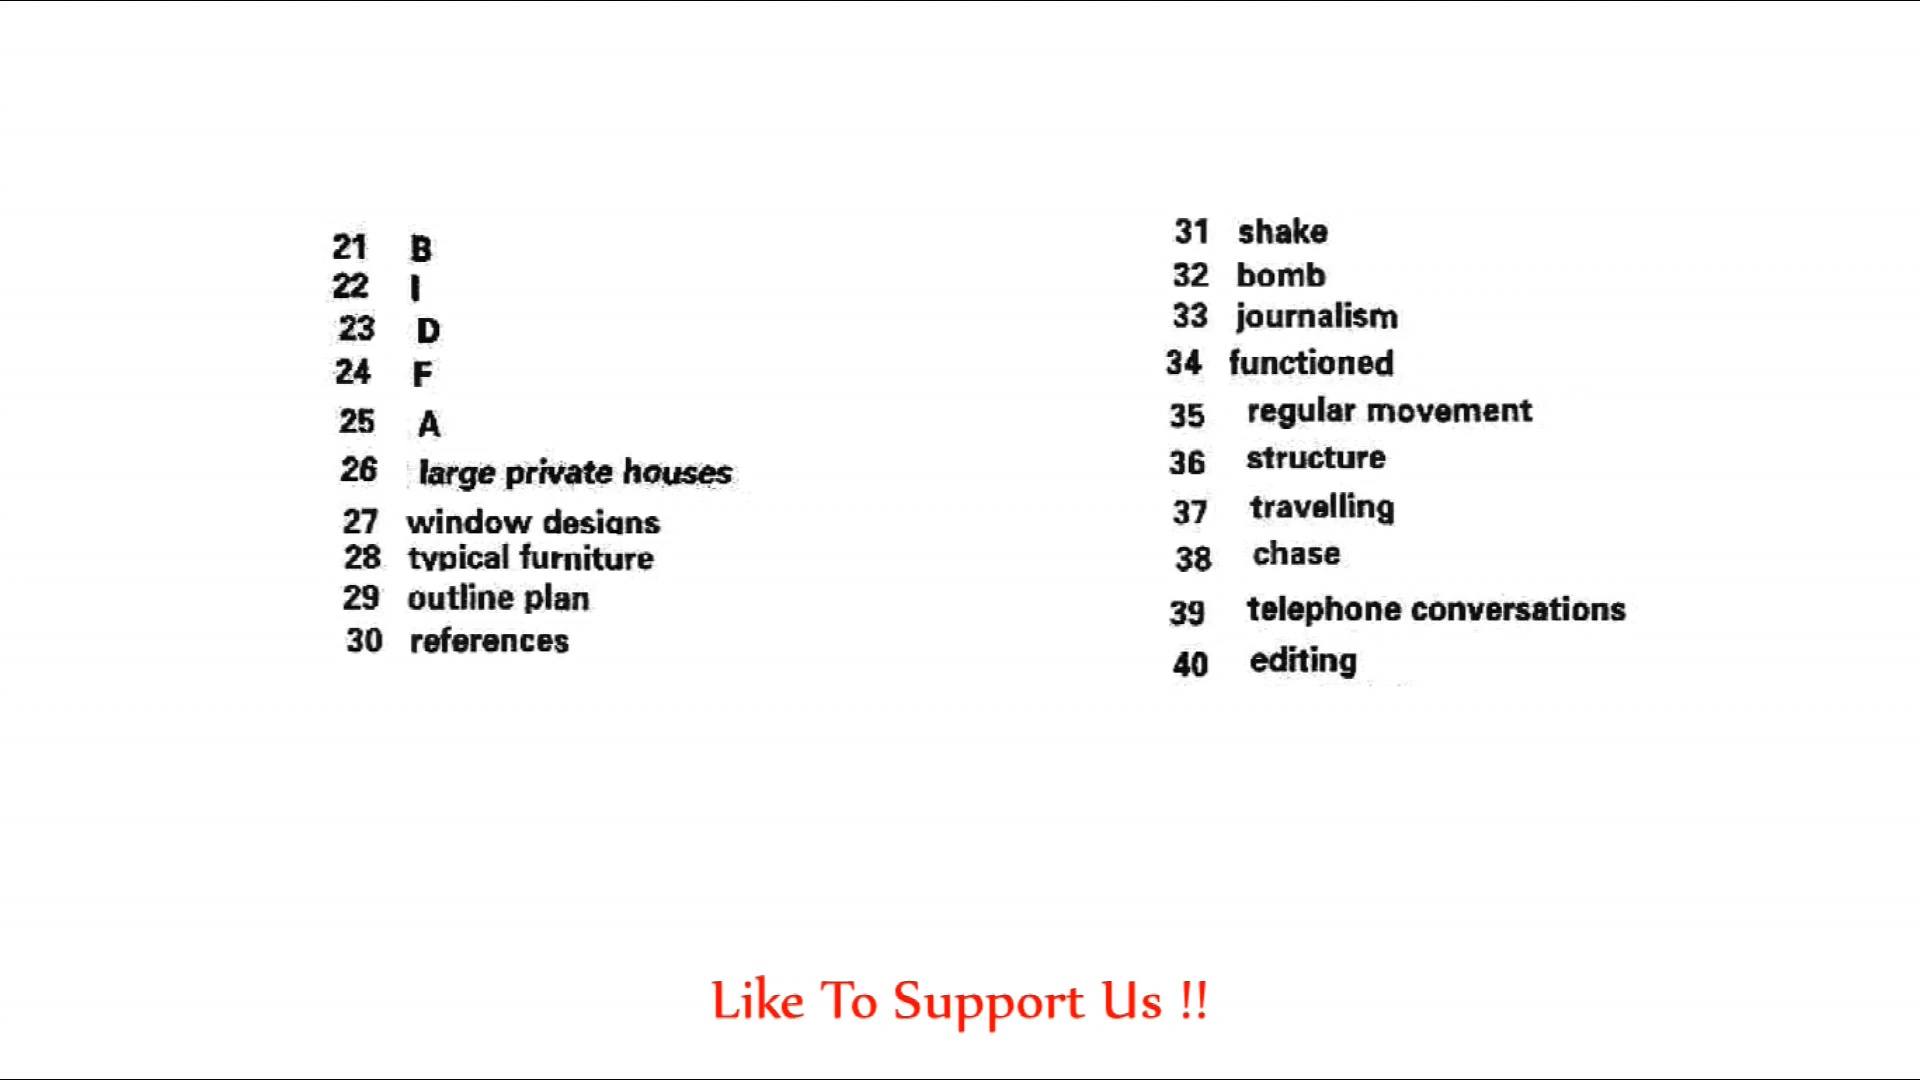 21 B
22 I
23 D
24 F
25 A
26 large private houses
27 window designs
28 typical furniture
29 outline plan
30 references
31 shake
32 bomb
33 journalism
34 functioned
35 regular movement
36 structure
37 travelling
38 chase
39 telephone conversations
40 editing
Like To Support Us !!